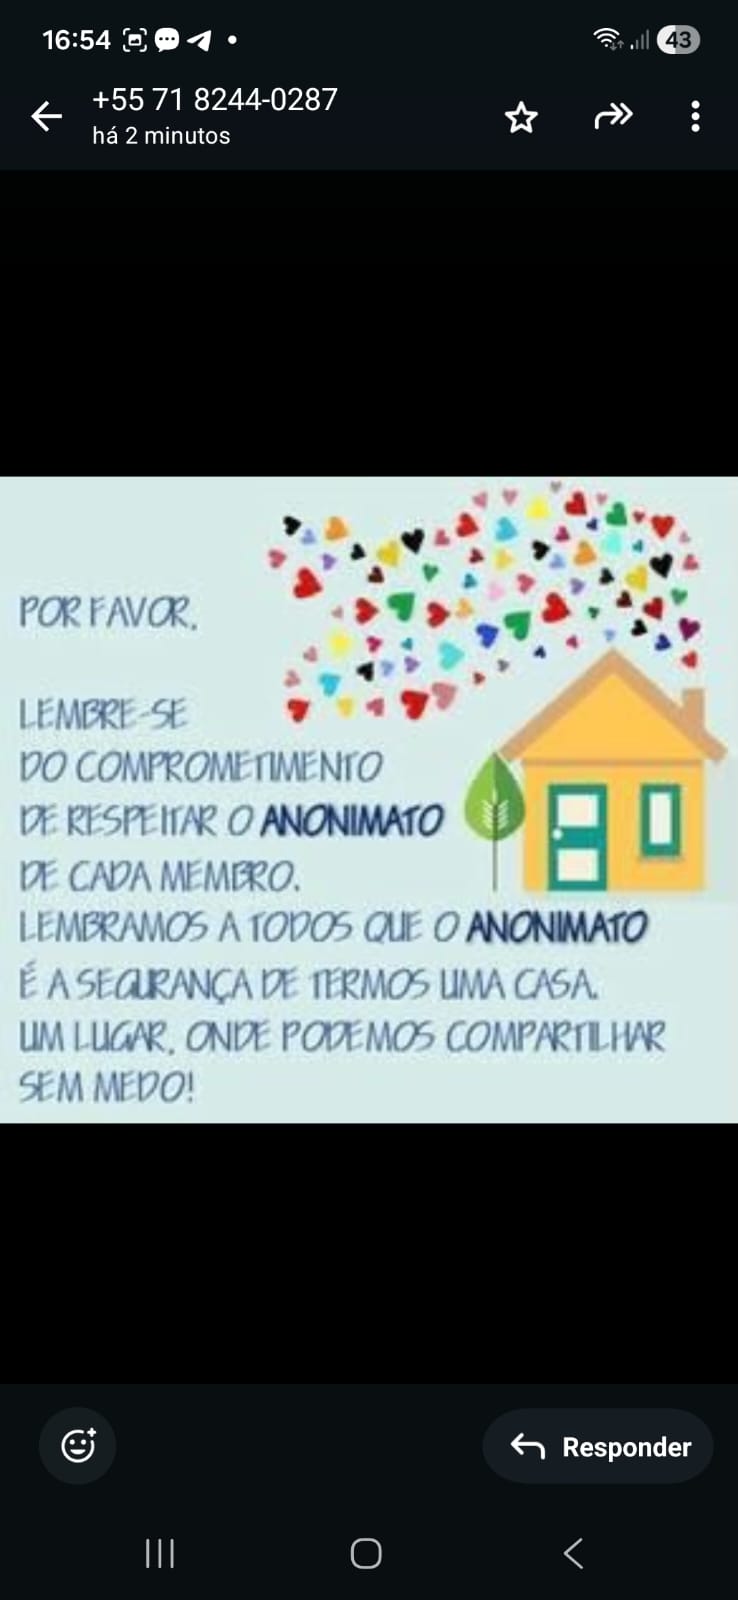 16:54
43
+55 71 8244-0287
há 2 minutos
POR FAVOR,
LEMBRE-SE
DO COMPROMETIMENTO
DE RESPEITAR O ANONIMATO
DE CADA MEMBRO.
LEMBRAMOS A TODOS QUE O ANONIMATO
É A SEGURANÇA DE TERMOS UMA CASA.
UM LUGAR, ONDE PODEMOS COMPARTILHAR
SEM MEDO!
Responder